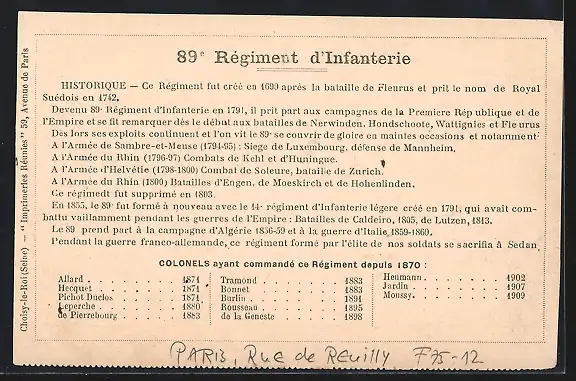 89e Régiment d'Infanterie
HISTORIQUE — Ce Régiment fut créé en 1690 après la bataille de Fleurus et prit le nom de Royal
Suédois en 1742.
Devenu 89e Régiment d'Infanterie en 1791, il prit part aux campagnes de la Premiere Rép ublique et de
l'Empire et se fit remarquer dès le début aux batailles de Nerwinden. Hondschoote, Wattignies et Fleurus
Dès lors ses exploits continuent et l'on vit le 89e se couvrir de gloire en maintes occasions et notamment:
A l'Armée de Sambre-et-Meuse (1794-95) : Siege de Luxembourg, défense de Mannheim.
A l'Armée du Rhin (1796-97) Combats de Kehl et d'Huningue.
A l'Armée d'Helvétie (1798-1800) Combat de Soleure, bataille de Zurich.
A l'Armée du Rhin (1800) Batailles d'Engen, de Moeskirch et de Hohenlinden.
Ce régimedt fut supprimé en 1803.
En 1855, le 89e fut formé à nouveau avec le 14e régiment d'Infanterie légere créé en 1791, qui avait com-
battu vaillamment pendant les guerres de l'Empire : Batailles de Caldeiro, 1805, de Lutzen, 1813.
Le 89 prend part à la campagne d'Algérie 1856-59 et à la guerre d'Italie 1859-1860.
Pendant la guerre franco-allemande, ce régiment formé par l'élite de nos soldats se sacrifia à Sedan
COLONELS ayant commandé ce Régiment depuis 1870 :
Allard . . . . . . . . 1871
Hecquet . . . . . . . 1871
Pichot Duclos . . . . . 1871
Leperche . . . . . . . 1880
de Pierrebourg . . . . . 1883
Tramond . . . . . . . 1883
Bonnet . . . . . . . . 1883
Burlin . . . . . . . . 1891
Rousseau . . . . . . . 1895
de la Geneste . . . . . 1898
Heumann . . . . . . . 1902
Jardin . . . . . . . . 1907
Moussy . . . . . . . . 1909
Choisy-le-Roi (Seine) — "Imprimeries Réunies" 59, Avenue de Paris
PARIS, Rue de Reuilly F75-12